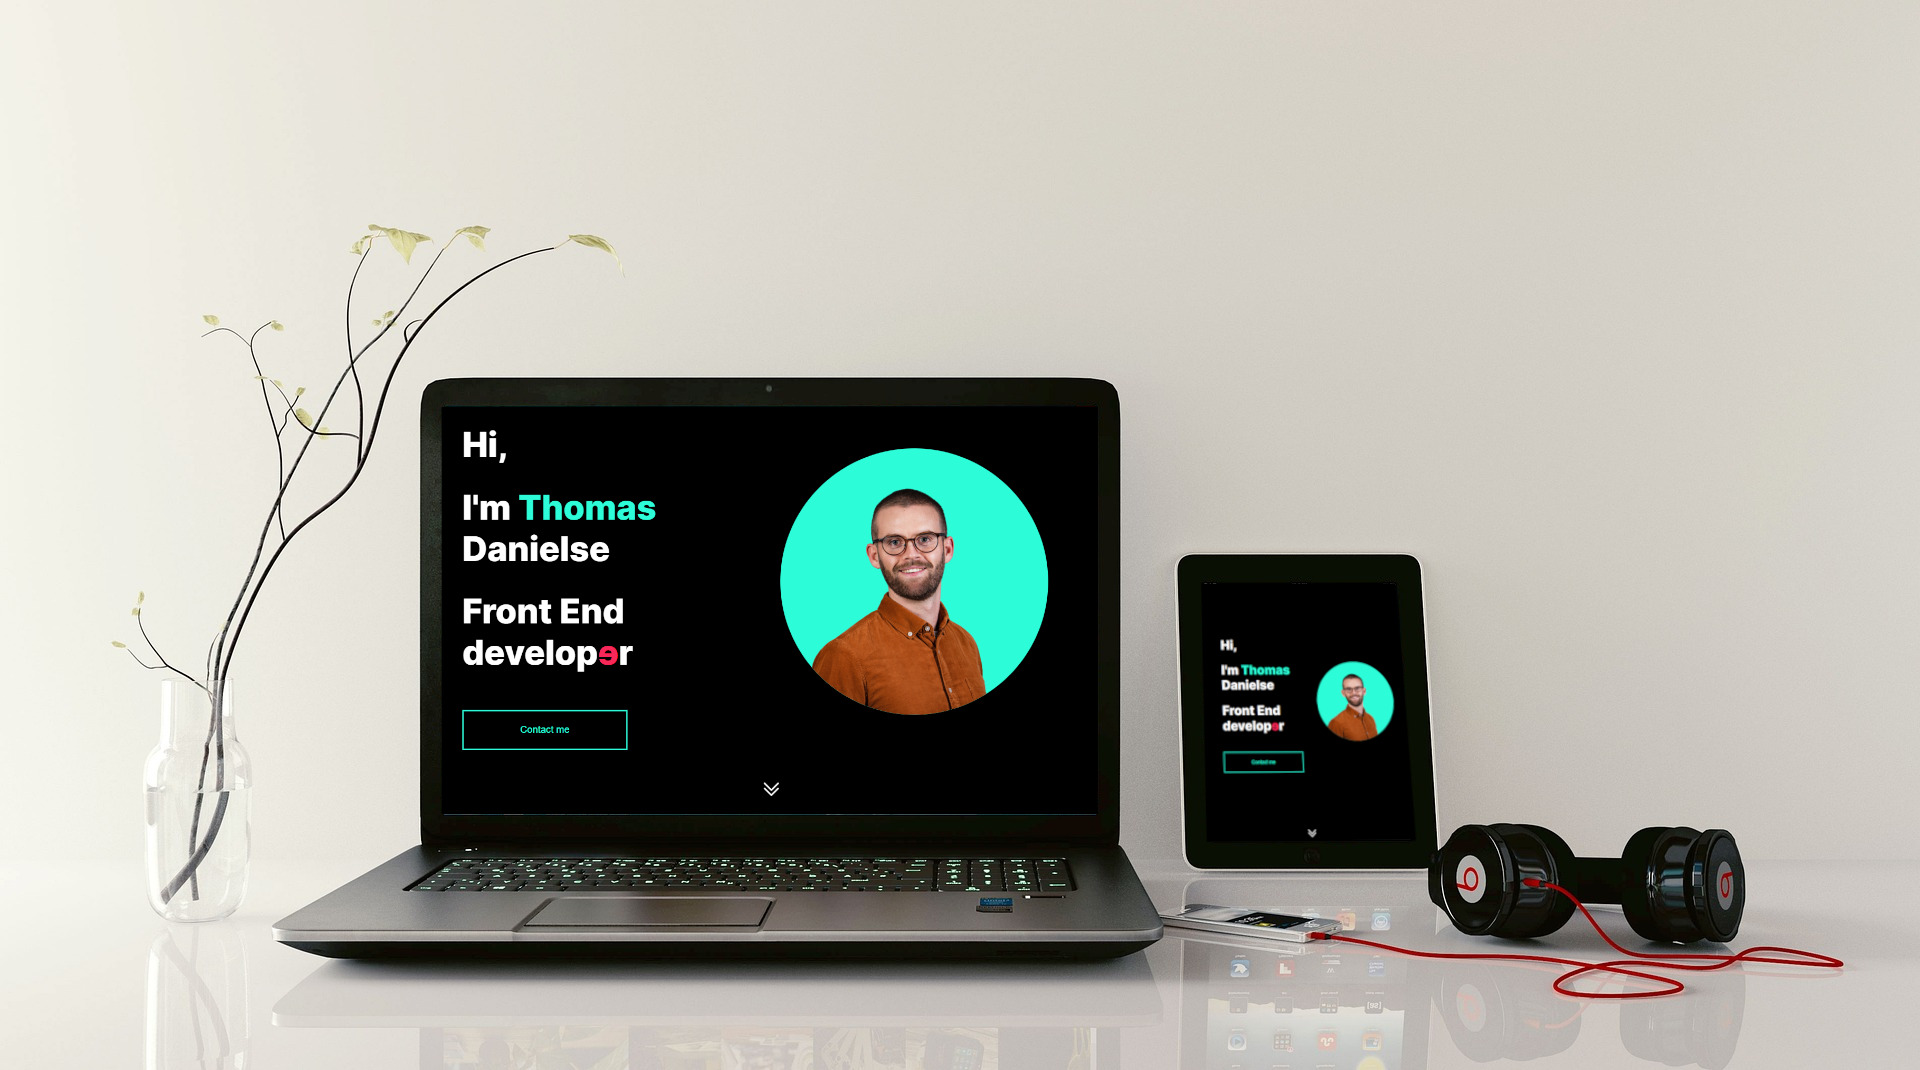 Hi,
I'm Thomas
Danielse
Front End
developer
Contact me
Hi,
I'm Thomas
Danielse
Front End
developer
Contact me